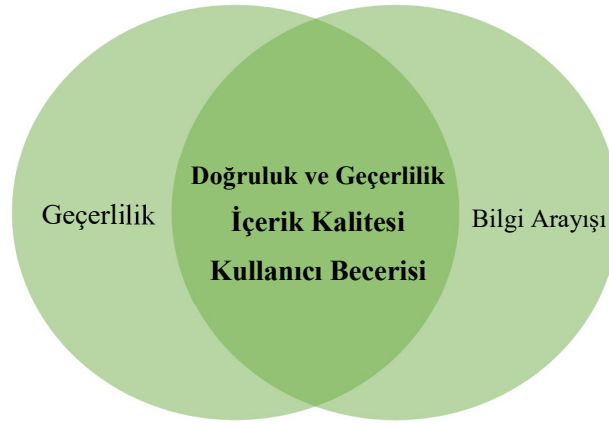 Geçerlilik
Doğruluk ve Geçerlilik
İçerik Kalitesi
Kullanıcı Becerisi
Bilgi Arayışı